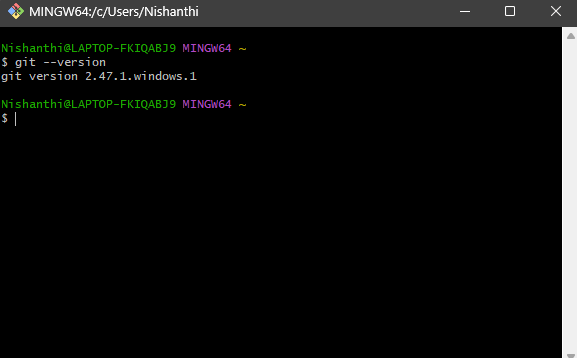 MINGW64:/c/Users/Nishanthi
Nishanthi@LAPTOP-FKIQABJ9 MINGW64 ~
$ git --version
git version 2.47.1.windows.1
Nishanthi@LAPTOP-FKIQABJ9 MINGW64 ~
$